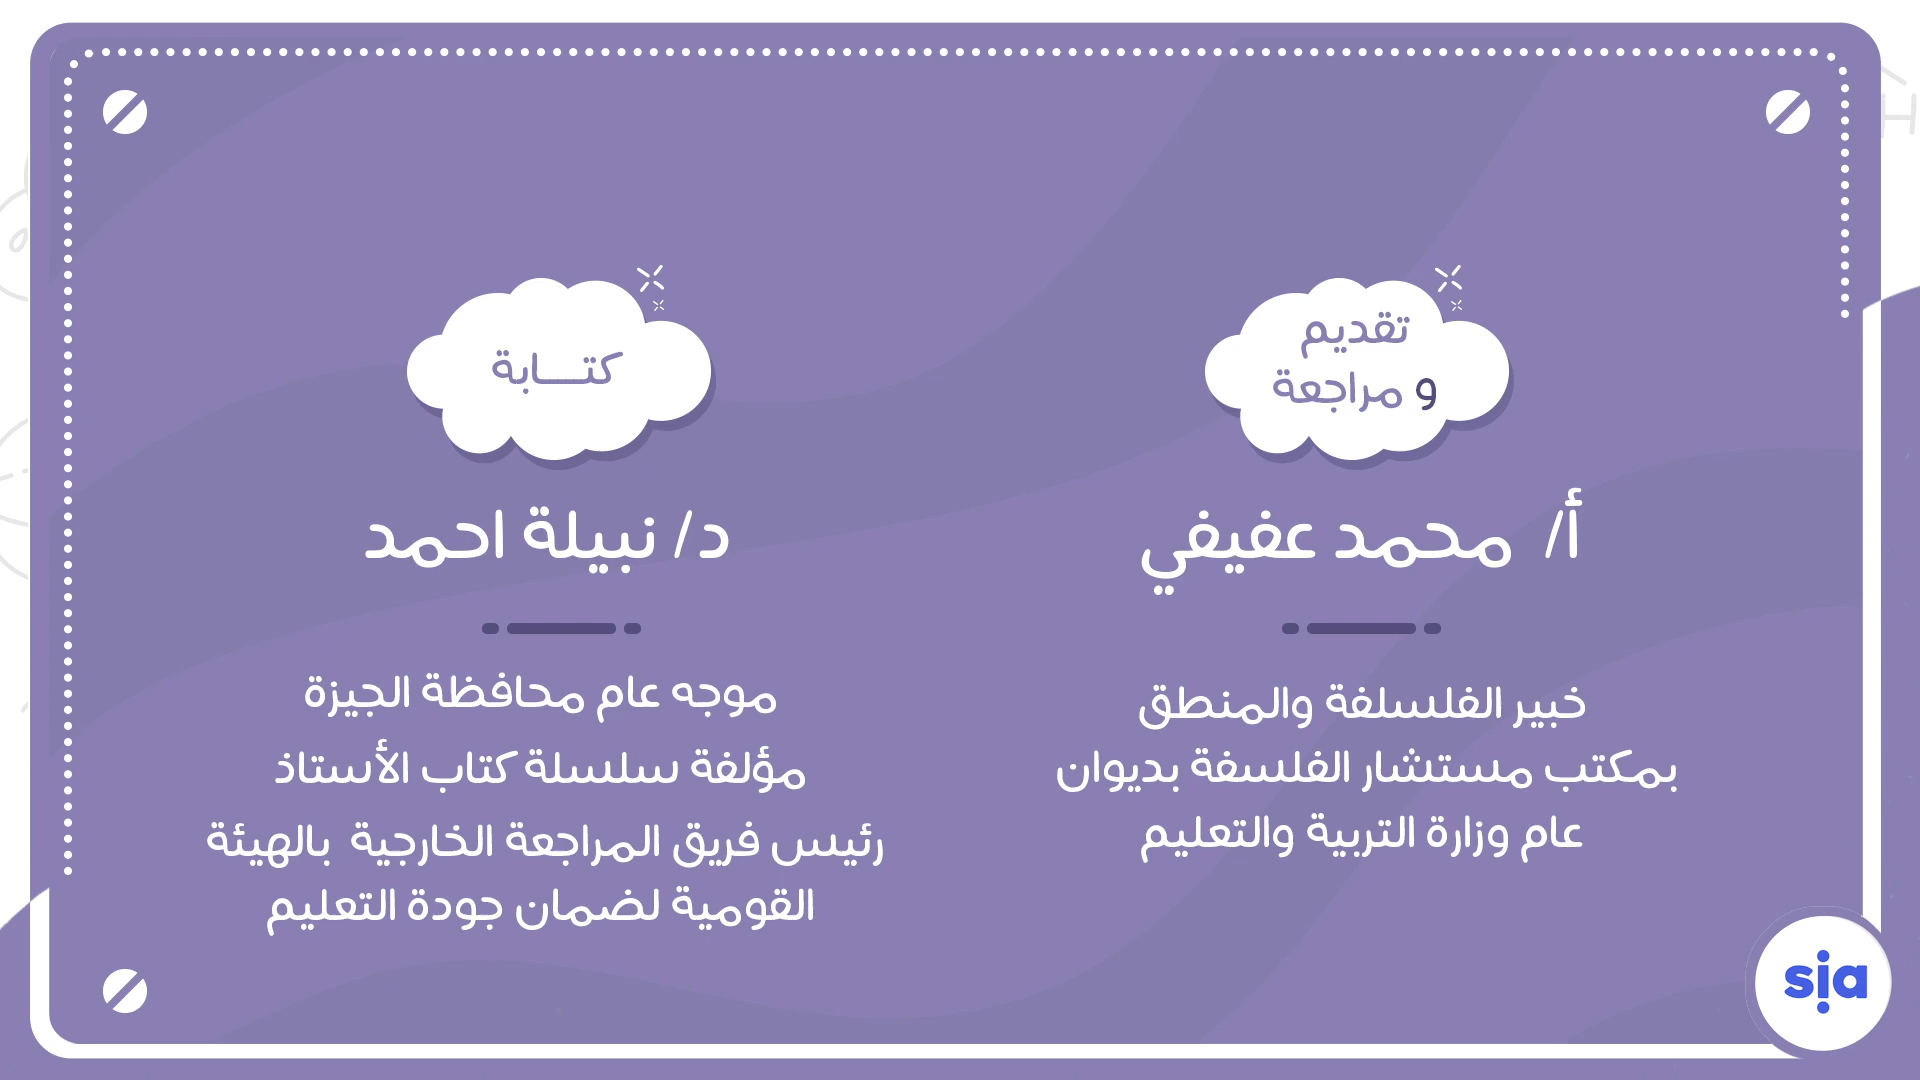 تقديم
و مراجعة
أ/ محمد عفيفي
خبير الفلسلفة والمنطق
بمكتب مستشار الفلسفة بديوان
عام وزارة التربية والتعليم
كتـــابة
د/ نبيلة احمد
موجه عام محافظة الجيزة
مؤلفة سلسلة كتاب الأستاذ
رئيس فريق المراجعة الخارجية بالهيئة
القومية لضمان جودة التعليم
sia